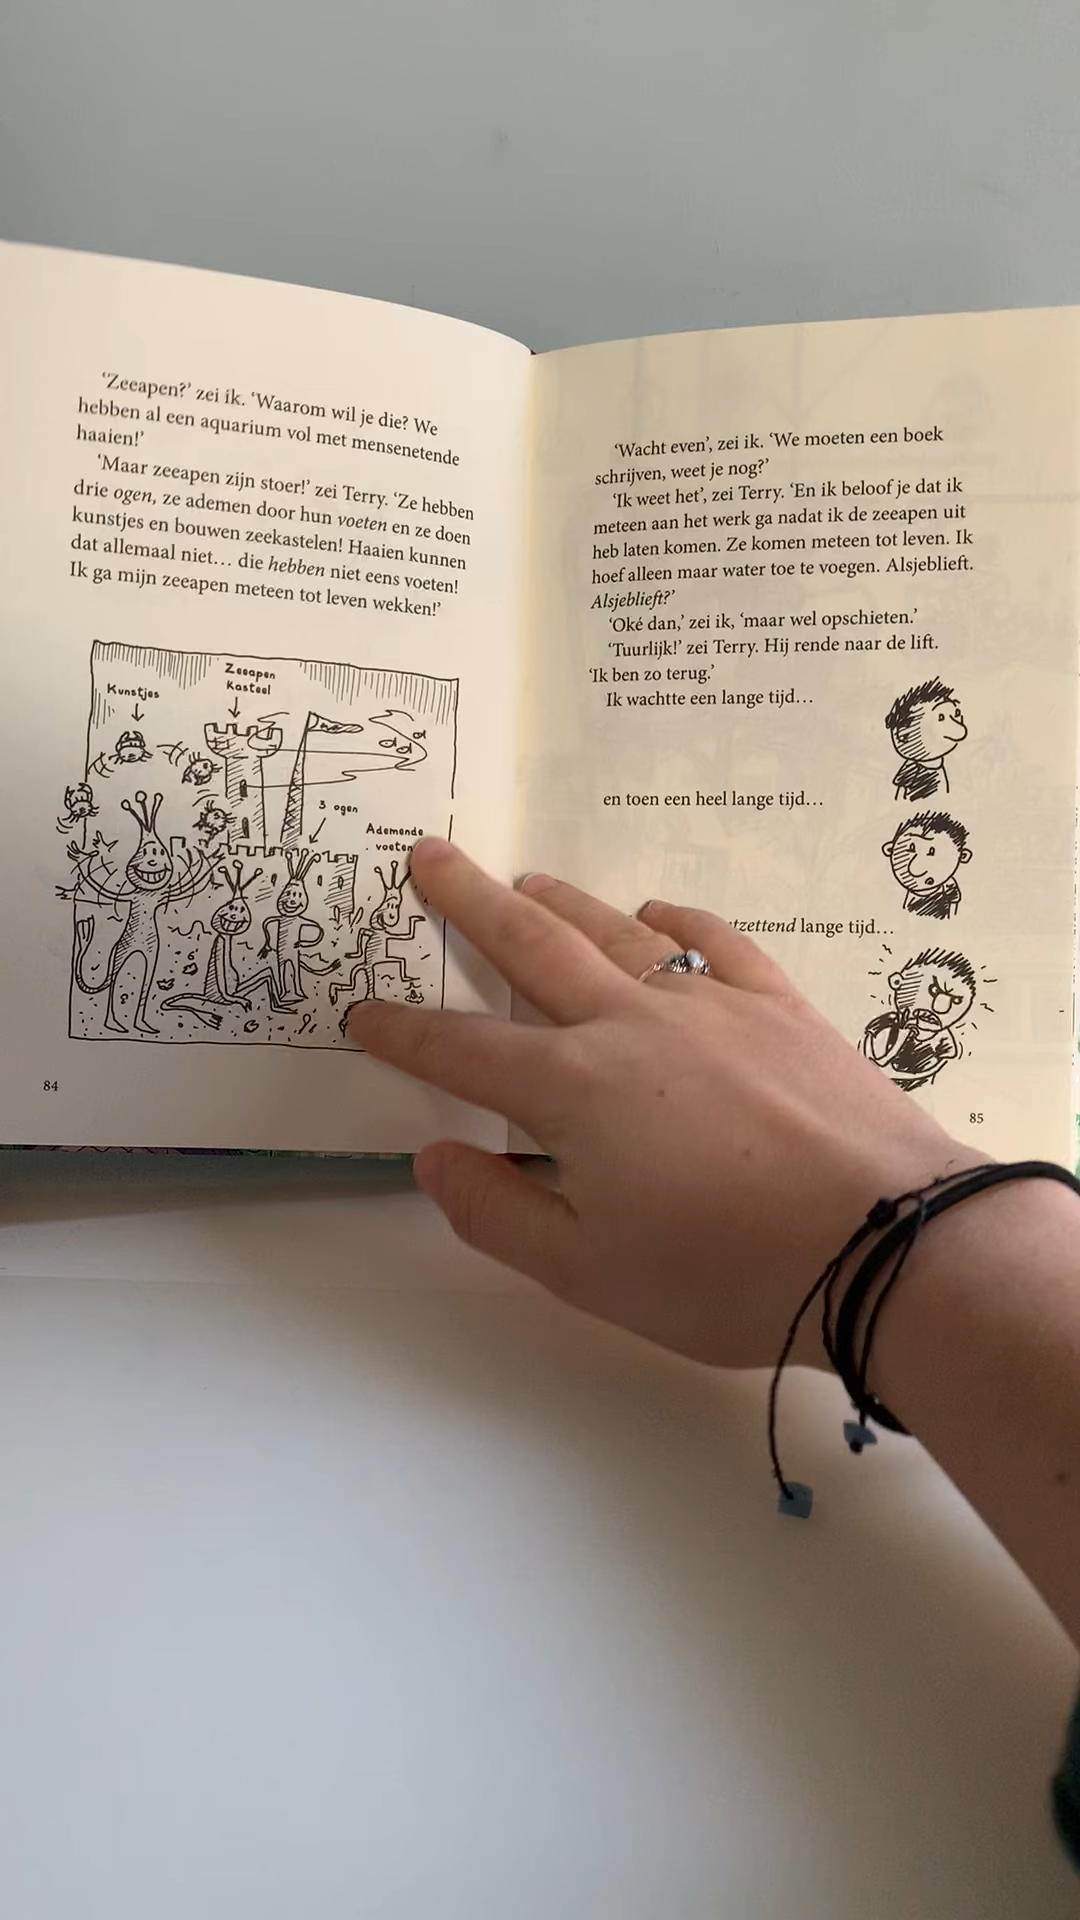 ‘Zeeapen?’ zei ik. ‘Waarom wil je die? We
hebben al een aquarium vol met mensenetende
haaien!’
‘Maar zeeapen zijn stoer!’ zei Terry. ‘Ze hebben
drie ogen, ze ademen door hun voeten en ze doen
kunstjes en bouwen zeekastelen! Haaien kunnen
dat allemaal niet… die hebben niet eens voeten!
Ik ga mijn zeeapen meteen tot leven wekken!’
Zeeapen
Kasteel
Kunstjes
3 ogen
Ademende
voeten
84
‘Wacht even’, zei ik. ‘We moeten een boek
schrijven, weet je nog?’
‘Ik weet het’, zei Terry. ‘En ik beloof je dat ik
meteen aan het werk ga nadat ik de zeeapen uit
heb laten komen. Ze komen meteen tot leven. Ik
hoef alleen maar water toe te voegen. Alsjeblieft.
Alsjeblieft?’
‘Oké dan,’ zei ik, ‘maar wel opschieten.’
‘Tuurlijk!’ zei Terry. Hij rende naar de lift.
‘Ik ben zo terug.’
Ik wachtte een lange tijd…
en toen een heel lange tijd…
lange tijd…
85